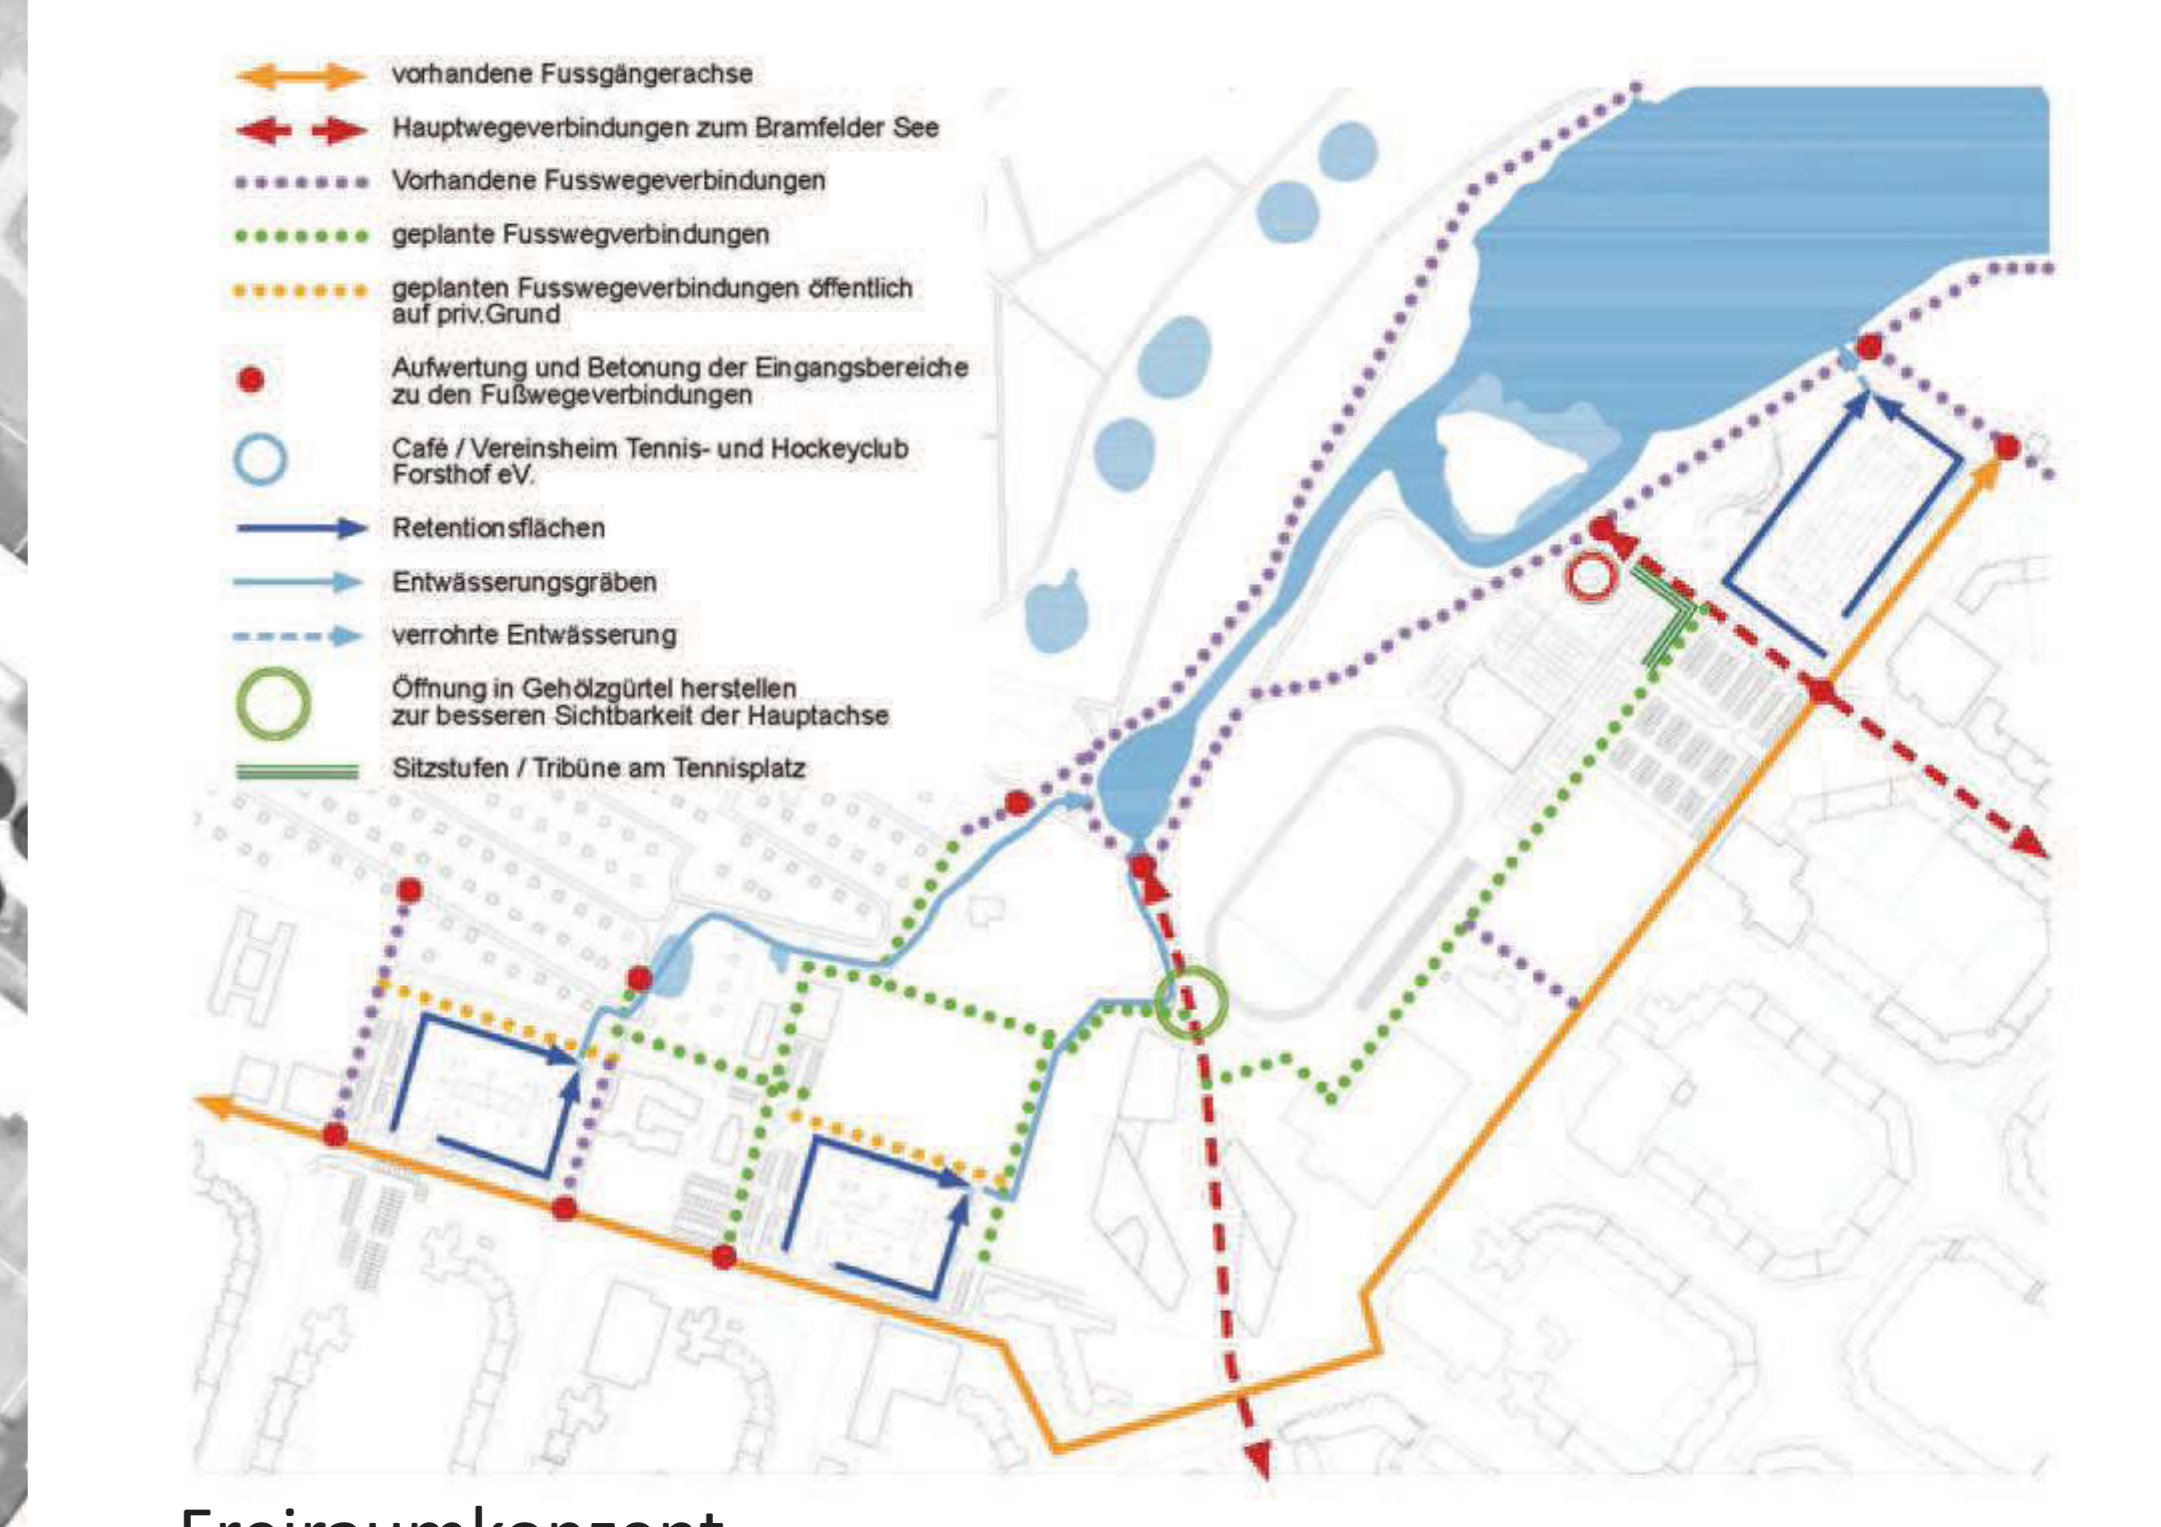 vorhandene Fussgängerachse
Hauptwegeverbindungen zum Bramfelder See
Vorhandene Fusswegeverbindungen
geplante Fusswegverbindungen
geplanten Fusswegeverbindungen öffentlich
auf priv.Grund
Aufwertung und Betonung der Eingangsbereiche
zu den Fußwegeverbindungen
Café / Vereinsheim Tennis- und Hockeyclub
Forsthof eV.
Retentionsflächen
Entwässerungsgräben
verrohrte Entwässerung
Öffnung in Gehölzgürtel herstellen
zur besseren Sichtbarkeit der Hauptachse
Sitzstufen / Tribüne am Tennisplatz
Freiraumkonzept